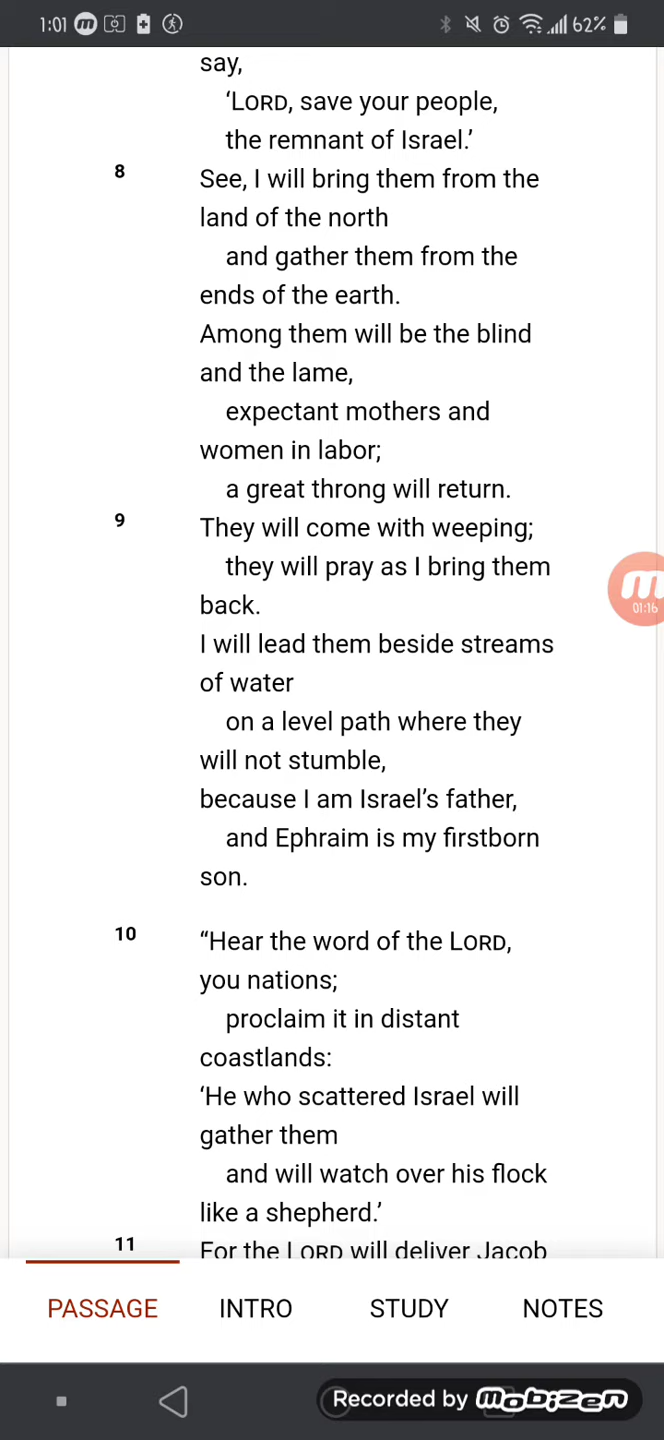 1:01 62%
say,
‘LORD, save your people,
the remnant of Israel.’
8 See, I will bring them from the
land of the north
and gather them from the
ends of the earth.
Among them will be the blind
and the lame,
expectant mothers and
women in labor;
a great throng will return.
9 They will come with weeping;
they will pray as I bring them
back.
I will lead them beside streams
of water
on a level path where they
will not stumble,
because I am Israel’s father,
and Ephraim is my firstborn
son.
m
01:16
10 “Hear the word of the LORD,
you nations;
proclaim it in distant
coastlands:
‘He who scattered Israel will
gather them
and will watch over his flock
like a shepherd.’
11 For the LORD will deliver Jacob
PASSAGE INTRO STUDY NOTES
Recorded by mobizen